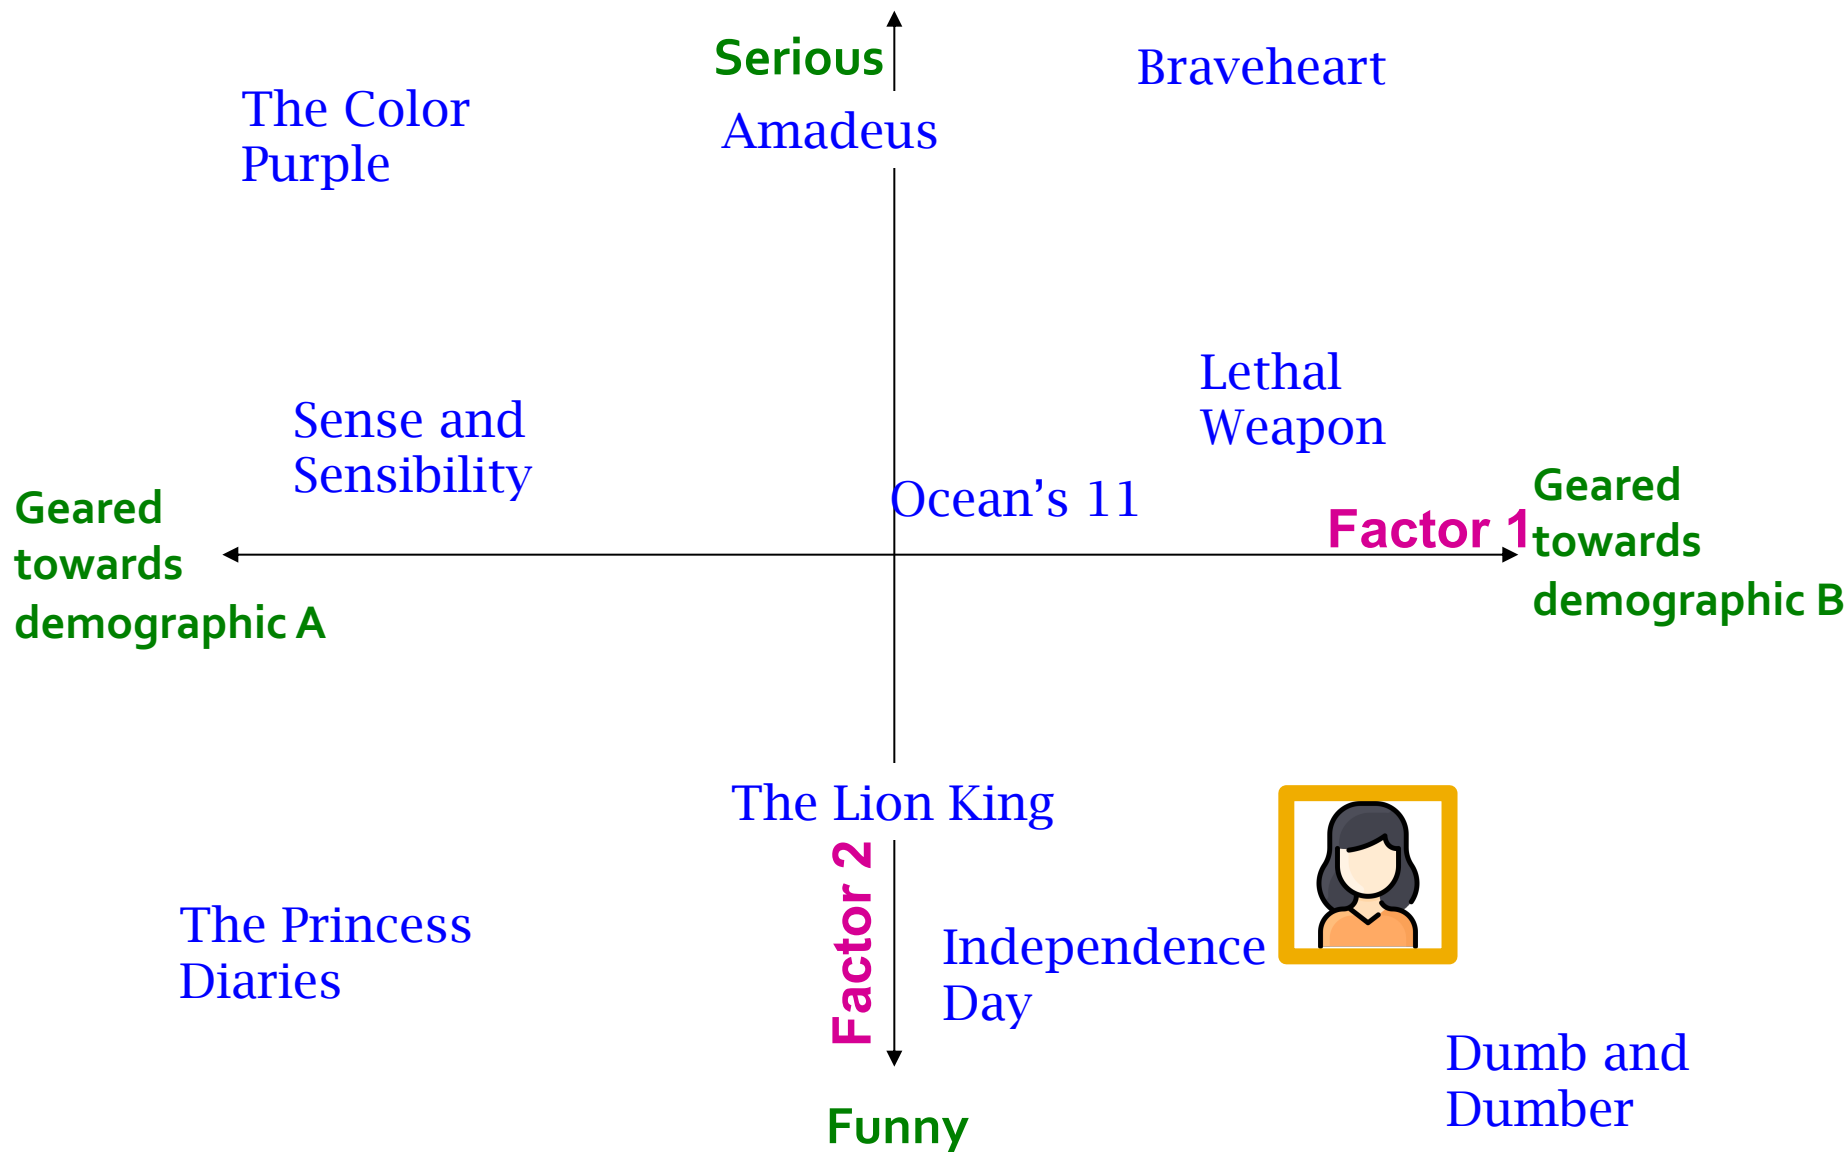 Serious
Braveheart
The Color
Purple
Amadeus
Lethal
Weapon
Sense and
Sensibility
Ocean’s 11
Geared
towards
demographic A
Factor 1
Geared
towards
demographic B
The Lion King
Factor 2
The Princess
Diaries
Independence
Day
Dumb and
Dumber
Funny